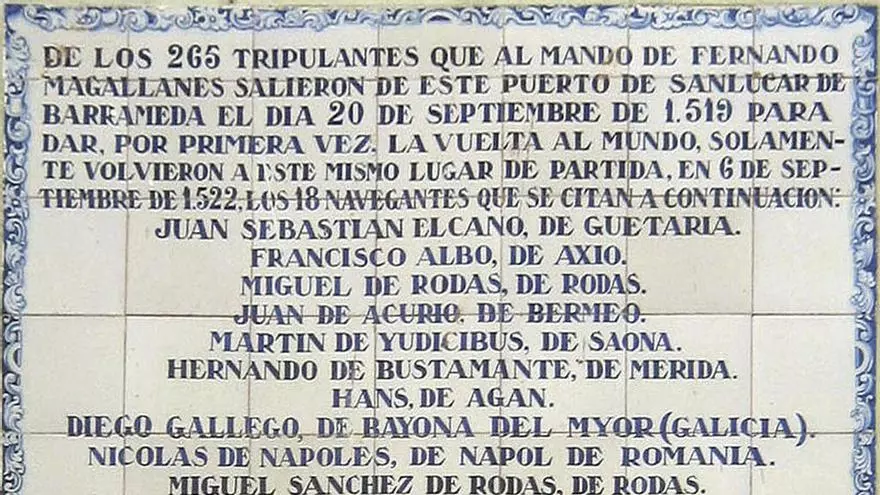 DE LOS 265 TRIPULANTES QUE AL MANDO DE FERNANDO
MAGALLANES SALIERON DE ESTE PUERTO DE SANLUCAR DE
BARRAMEDA EL DIA 20 DE SEPTIEMBRE DE 1.519 PARA
DAR, POR PRIMERA VEZ. LA VUELTA AL MUNDO, SOLAMEN-
TE VOLVIERON A ESTE MISMO LUGAR DE PARTIDA, EN 6 DE SEP-
TIEMBRE DE 1.522, LOS 18 NAVEGANTES QUE SE CITAN A CONTINUACION:
JUAN SEBASTIAN ELCANO, DE GUETARIA.
FRANCISCO ALBO, DE AXIO.
MIGUEL DE RODAS, DE RODAS.
JUAN DE ACURIO. DE BERMEO.
MARTIN DE YUDICIBUS, DE SAONA.
HERNANDO DE BUSTAMANTE, DE MERIDA.
HANS, DE AGAN.
DIEGO GALLEGO, DE BAYONA DEL MYOR (GALICIA).
NICOLAS DE NAPOLES, DE NAPOL DE ROMANIA.
MIGUEL SANCHEZ DE RODAS, DE RODAS.